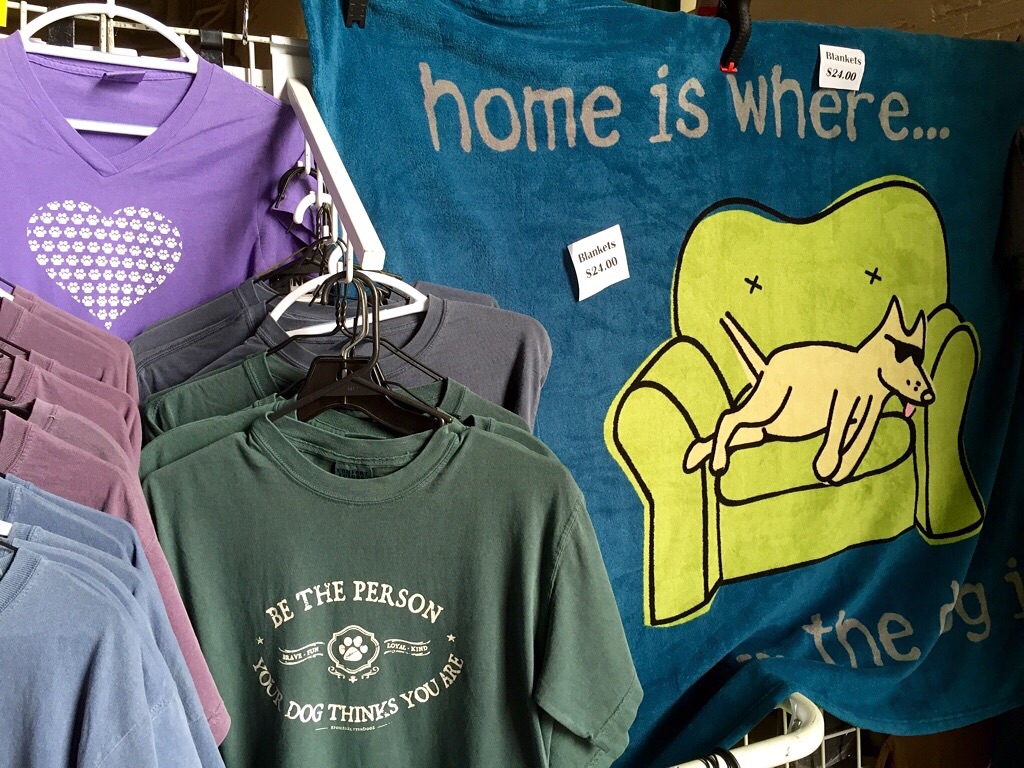 home is where...
Blankets
$24.00
Blankets
$24.00
... the dog i
BE THE PERSON
BRAVE · FUN
LOYAL · KIND
YOUR DOG THINKS YOU ARE